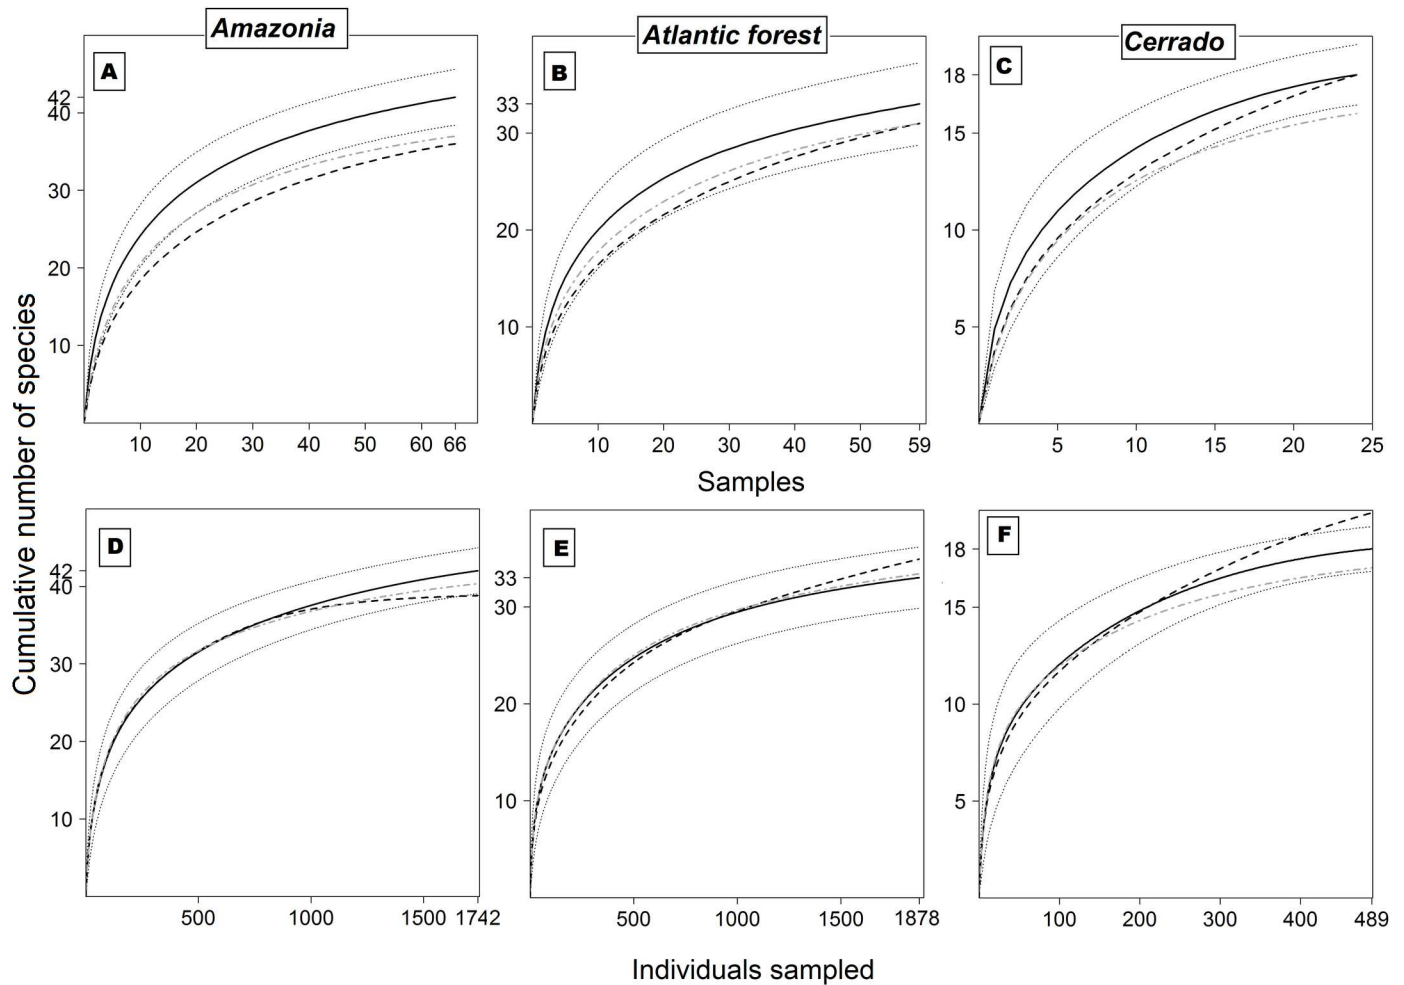 Amazonia
Atlantic forest
Cerrado
A
B
C
42
40
30
20
10
33
30
20
10
18
15
10
5
10 20 30 40 50 60 66
10 20 30 40 50 59
5 10 15 20 25
Samples
Cumulative number of species
D
E
F
42
40
30
20
10
33
30
20
10
18
15
10
5
500 1000 1500 1742
500 1000 1500 1878
100 200 300 400 489
Individuals sampled